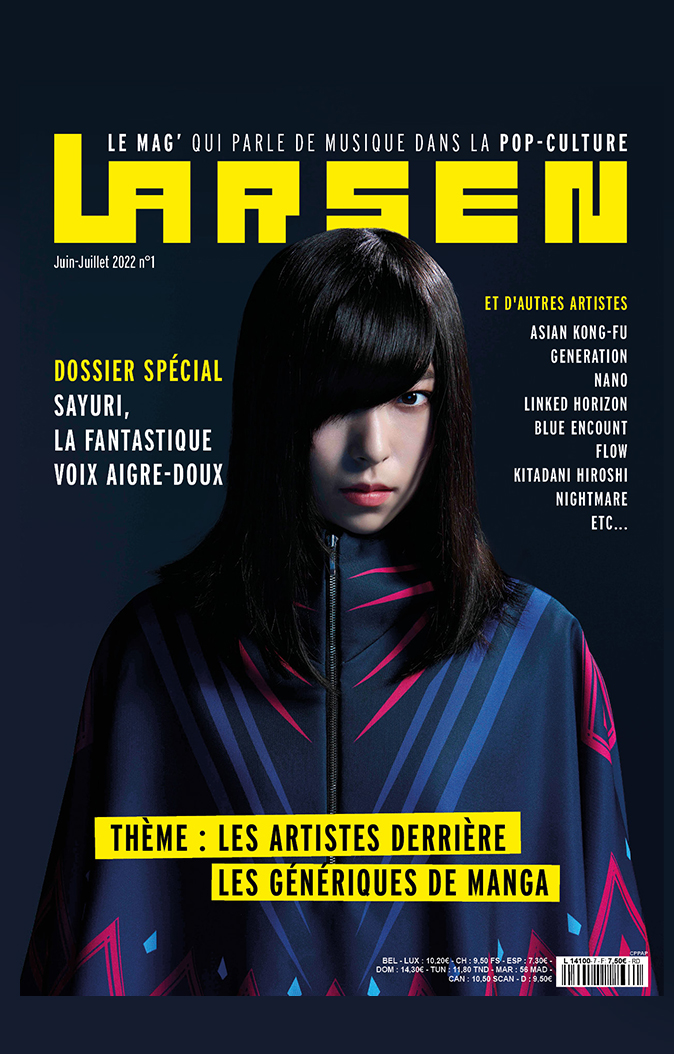 LE MAG' QUI PARLE DE MUSIQUE DANS LA POP-CULTURE
LARSEN
Juin-Juillet 2022 n°1
ET D'AUTRES ARTISTES
ASIAN KONG-FU
GENERATION
NANO
LINKED HORIZON
BLUE ENCOUNT
FLOW
KITADANI HIROSHI
NIGHTMARE
ETC...
DOSSIER SPÉCIAL
SAYURI,
LA FANTASTIQUE
VOIX AIGRE-DOUX
THÈME : LES ARTISTES DERRIÈRE
LES GÉNÉRIQUES DE MANGA
CPPAP
BEL - LUX : 10.20€ - CH : 9,50 FS - ESP : 7.30€ -
DOM : 14,30€ - TUN : 11,80 TND - MAR : 56 MAD -
CAN : 10,50 SCAN - D : 9,50€
L 14100 - 7 - F: 7,50€ - RD